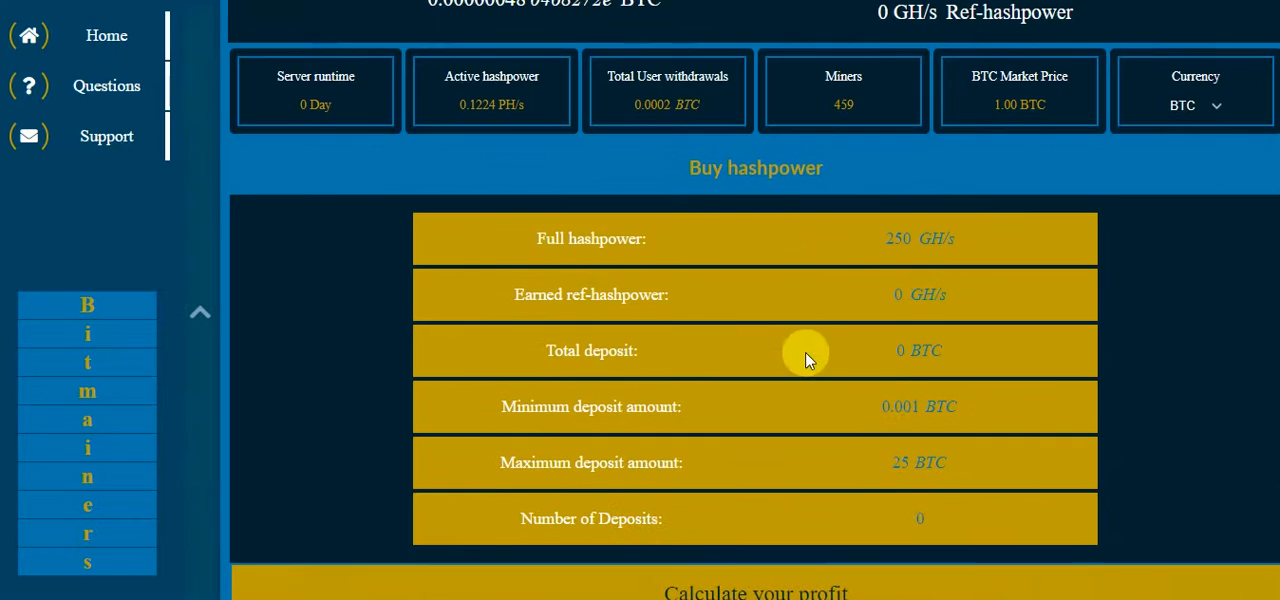 0 GH/s Ref-hashpower
Home
Questions
Support
Server runtime
0 Day
Active hashpower
0.1224 PH/s
Total User withdrawals
0.0002 BTC
Miners
459
BTC Market Price
1.00 BTC
Currency
BTC
Buy hashpower
Full hashpower: 250 GH/s
Earned ref-hashpower: 0 GH/s
Total deposit: 0 BTC
Minimum deposit amount: 0.001 BTC
Maximum deposit amount: 25 BTC
Number of Deposits: 0
B
i
t
m
a
i
n
e
r
s
Calculate your profit